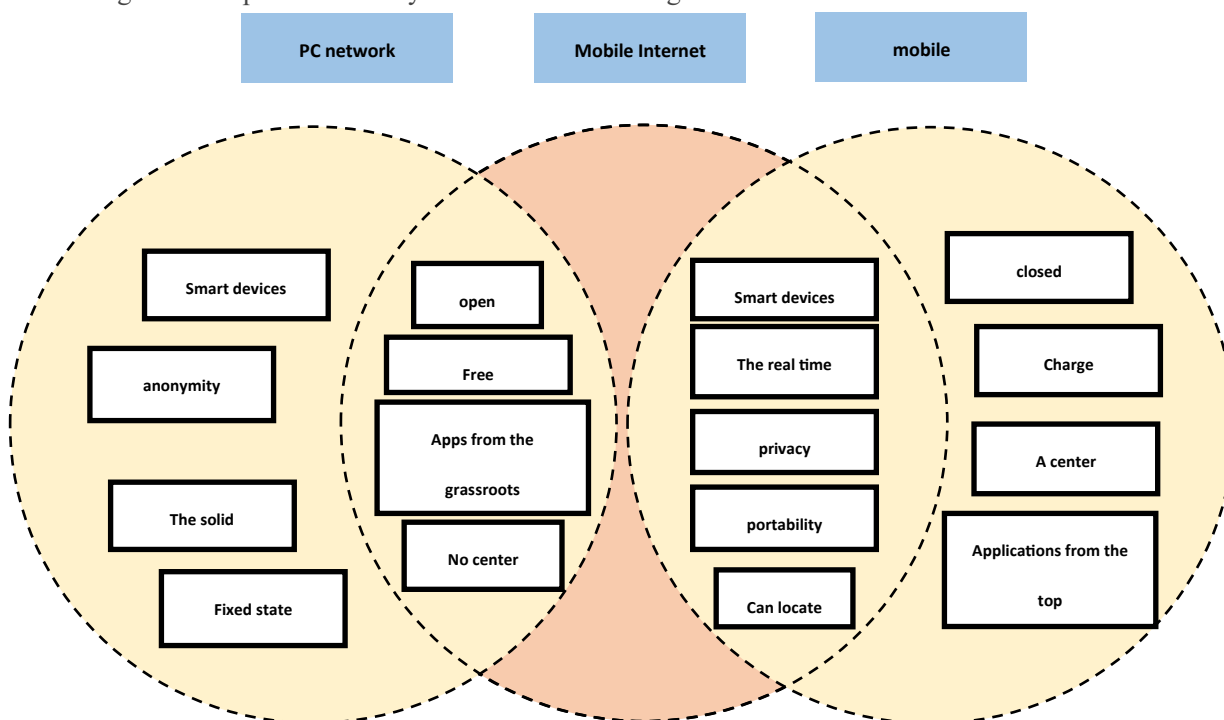 PC network
Mobile Internet
mobile
Smart devices
anonymity
The solid
Fixed state
open
Free
Apps from the
grassroots
No center
Smart devices
The real time
privacy
portability
Can locate
closed
Charge
A center
Applications from the
top